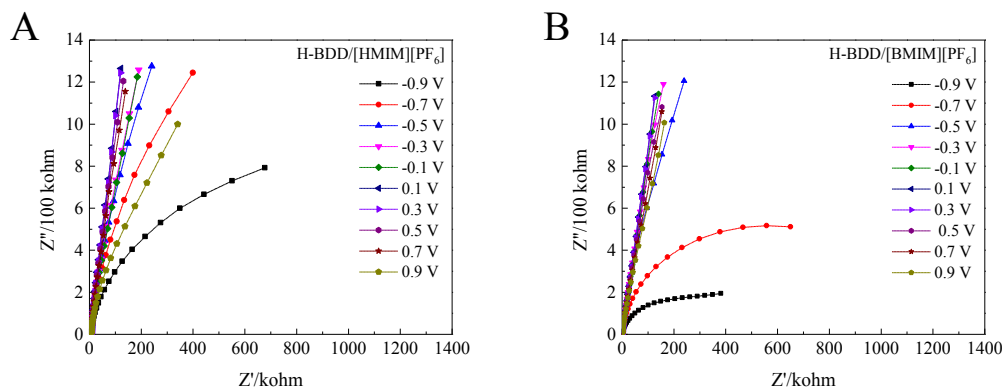 A
H-BDD/[HMIM][PF₆]
-0.9 V
-0.7 V
-0.5 V
-0.3 V
-0.1 V
0.1 V
0.3 V
0.5 V
0.7 V
0.9 V
14
12
10
8
6
4
2
0
Z''/100 kohm
0 200 400 600 800 1000 1200 1400
Z'/kohm
B
H-BDD/[BMIM][PF₆]
-0.9 V
-0.7 V
-0.5 V
-0.3 V
-0.1 V
0.1 V
0.3 V
0.5 V
0.7 V
0.9 V
14
12
10
8
6
4
2
0
Z''/100 kohm
0 200 400 600 800 1000 1200 1400
Z'/kohm